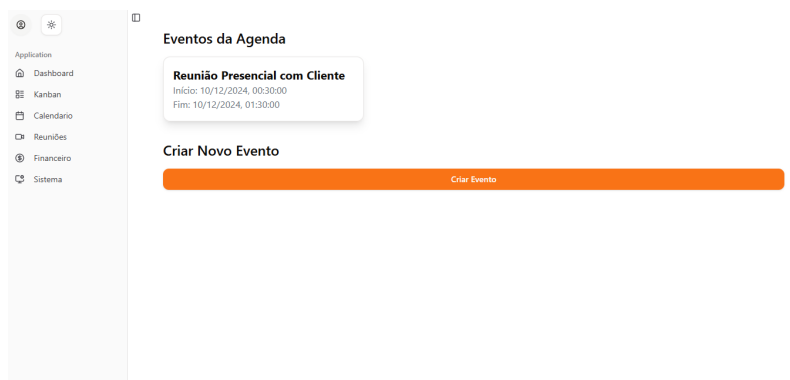 Application
Dashboard
Kanban
Calendario
Reuniões
Financeiro
Sistema
Eventos da Agenda
Reunião Presencial com Cliente
Início: 10/12/2024, 00:30:00
Fim: 10/12/2024, 01:30:00
Criar Novo Evento
Criar Evento